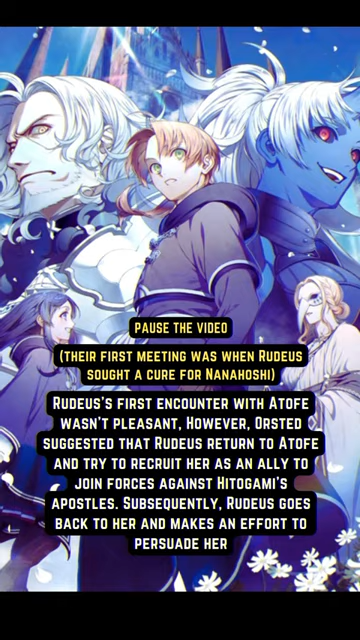 PAUSE THE VIDEO
(THEIR FIRST MEETING WAS WHEN RUDEUS
SOUGHT A CURE FOR NANAHOSHI)
RUDEUS'S FIRST ENCOUNTER WITH ATOFE
WASN'T PLEASANT, HOWEVER, ORSTED
SUGGESTED THAT RUDEUS RETURN TO ATOFE
AND TRY TO RECRUIT HER AS AN ALLY TO
JOIN FORCES AGAINST HITOGAMI'S
APOSTLES. SUBSEQUENTLY, RUDEUS GOES
BACK TO HER AND MAKES AN EFFORT TO
PERSUADE HER